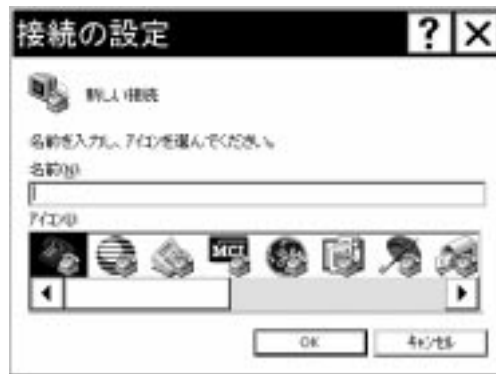 接続の設定 ? ×
新しい接続
名前を入力し、アイコンを選んでください。
名前(N)
アイコン(I)
MCI
OK キャンセル